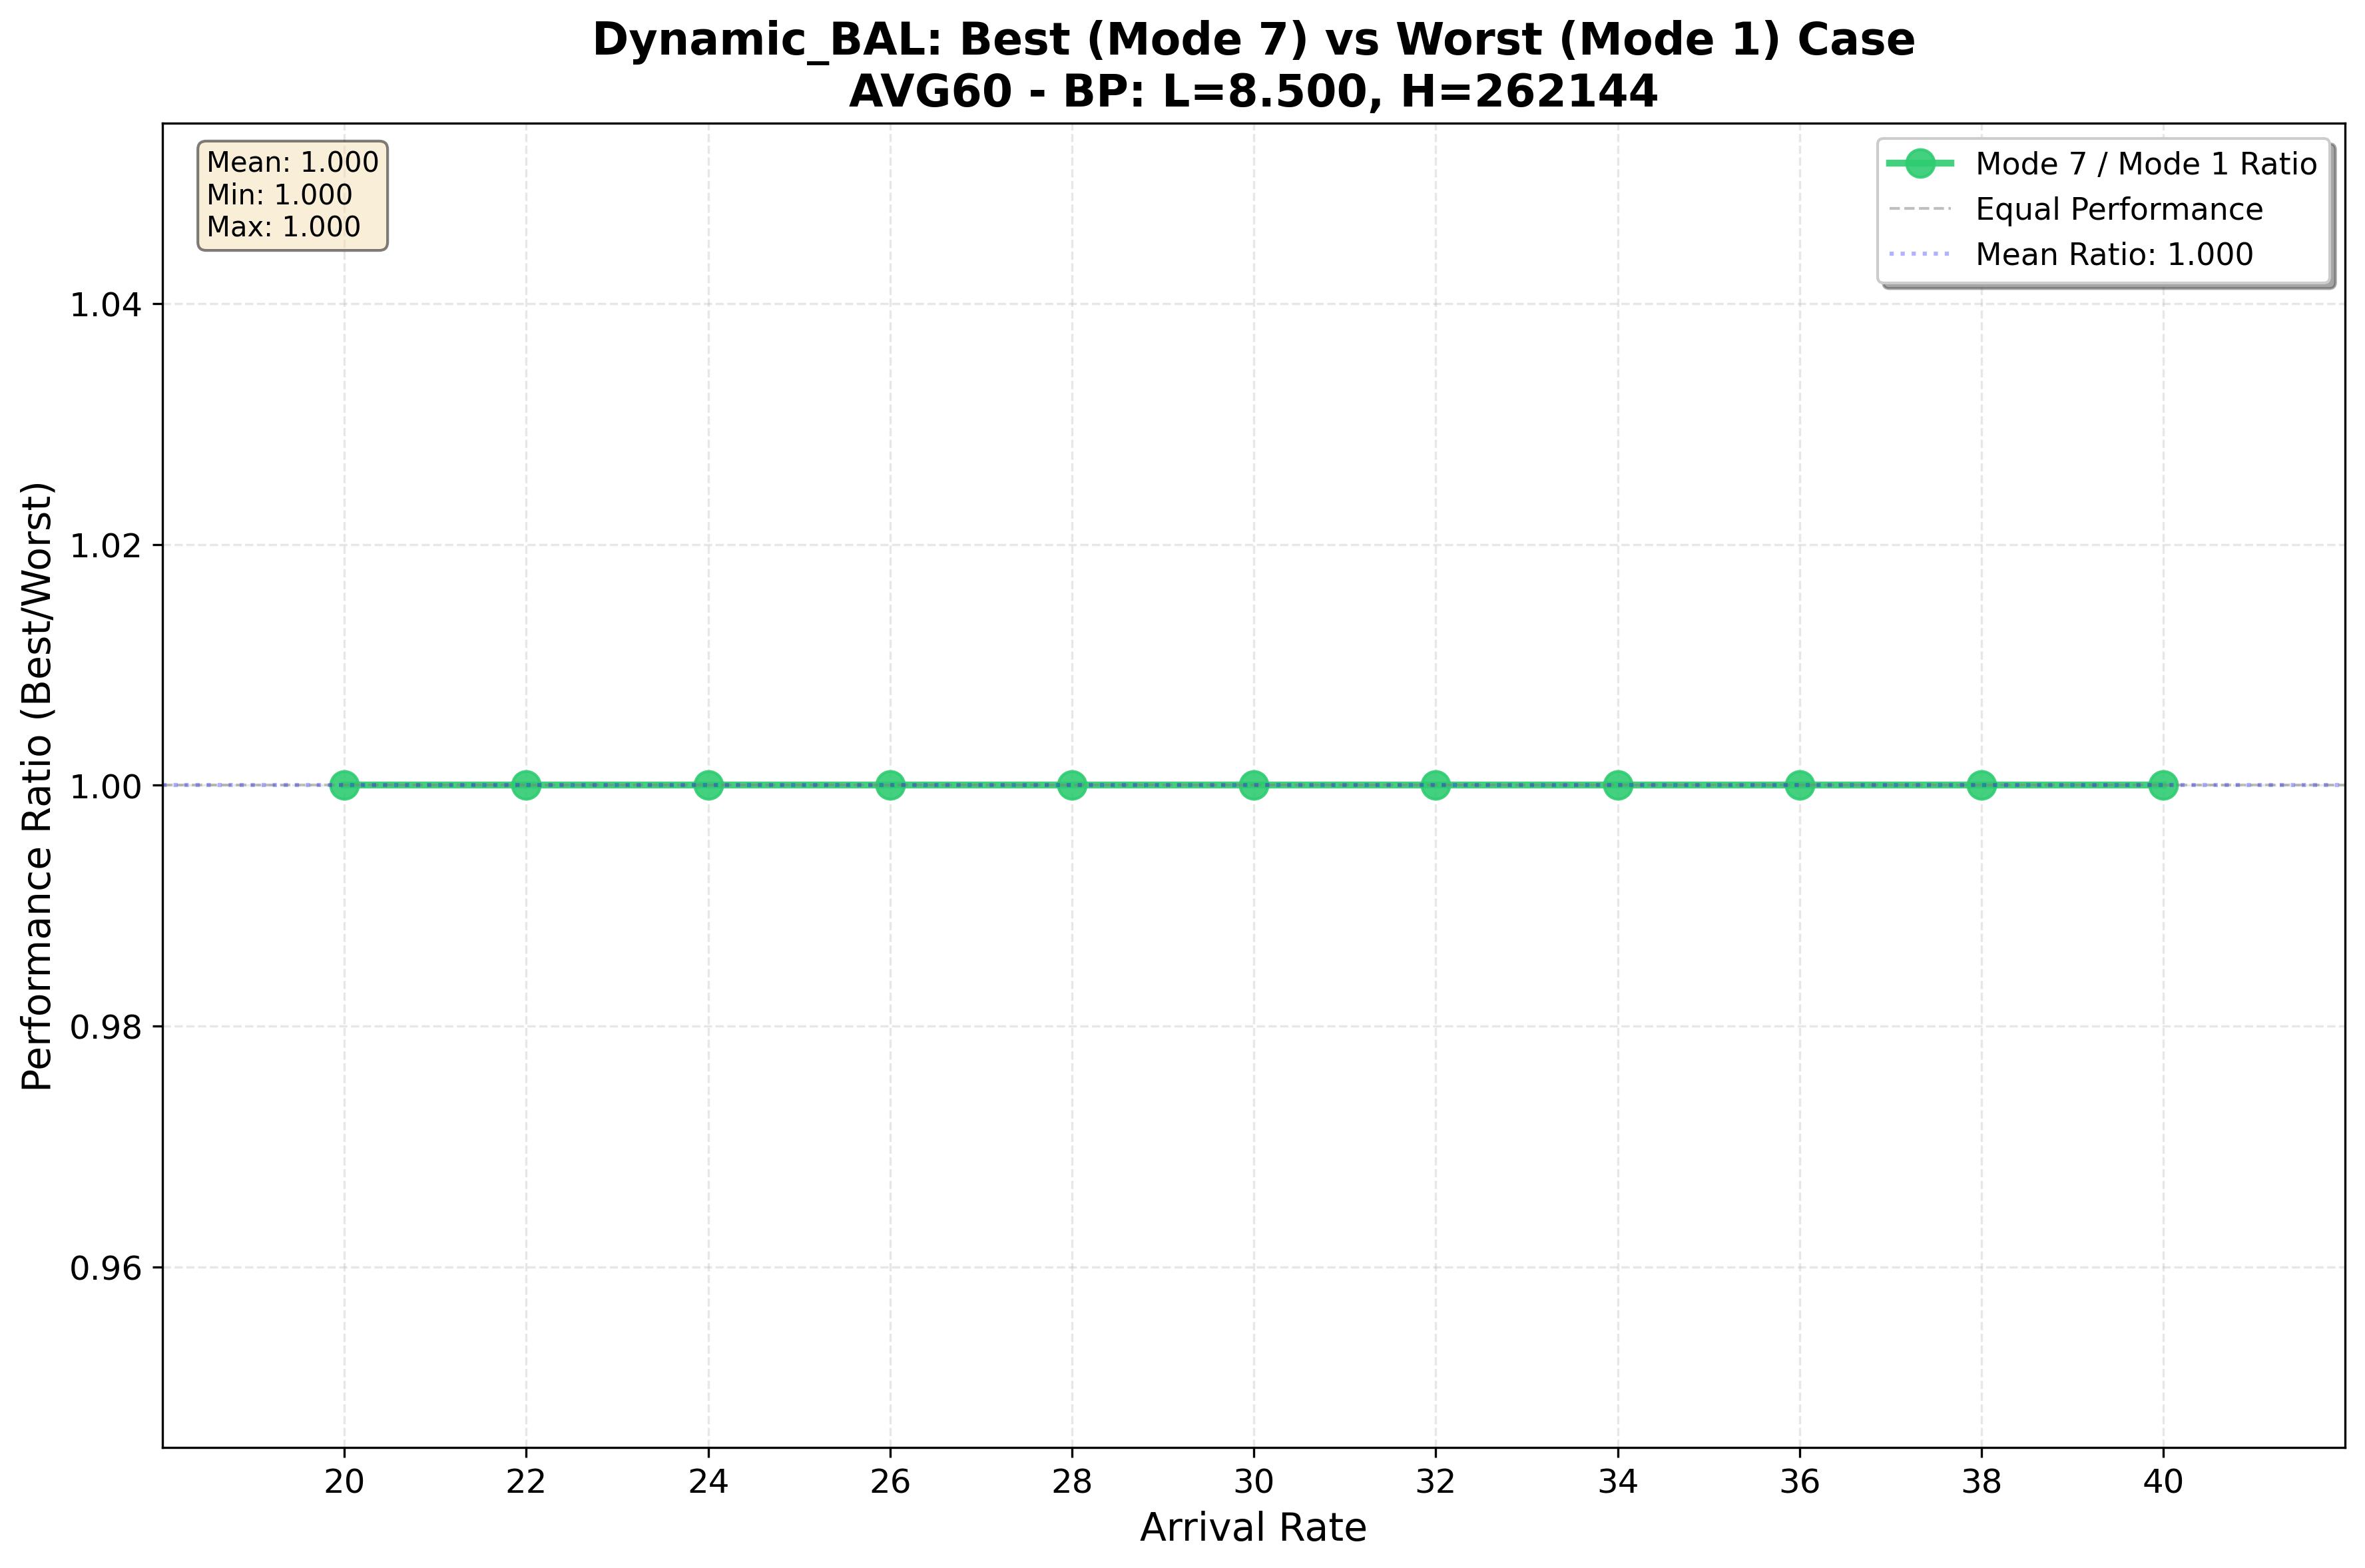 Dynamic_BAL: Best (Mode 7) vs Worst (Mode 1) Case
AVG60 - BP: L=8.500, H=262144
Mean: 1.000
Min: 1.000
Max: 1.000
Mode 7 / Mode 1 Ratio
Equal Performance
Mean Ratio: 1.000
Performance Ratio (Best/Worst)
1.04
1.02
1.00
0.98
0.96
20 22 24 26 28 30 32 34 36 38 40
Arrival Rate